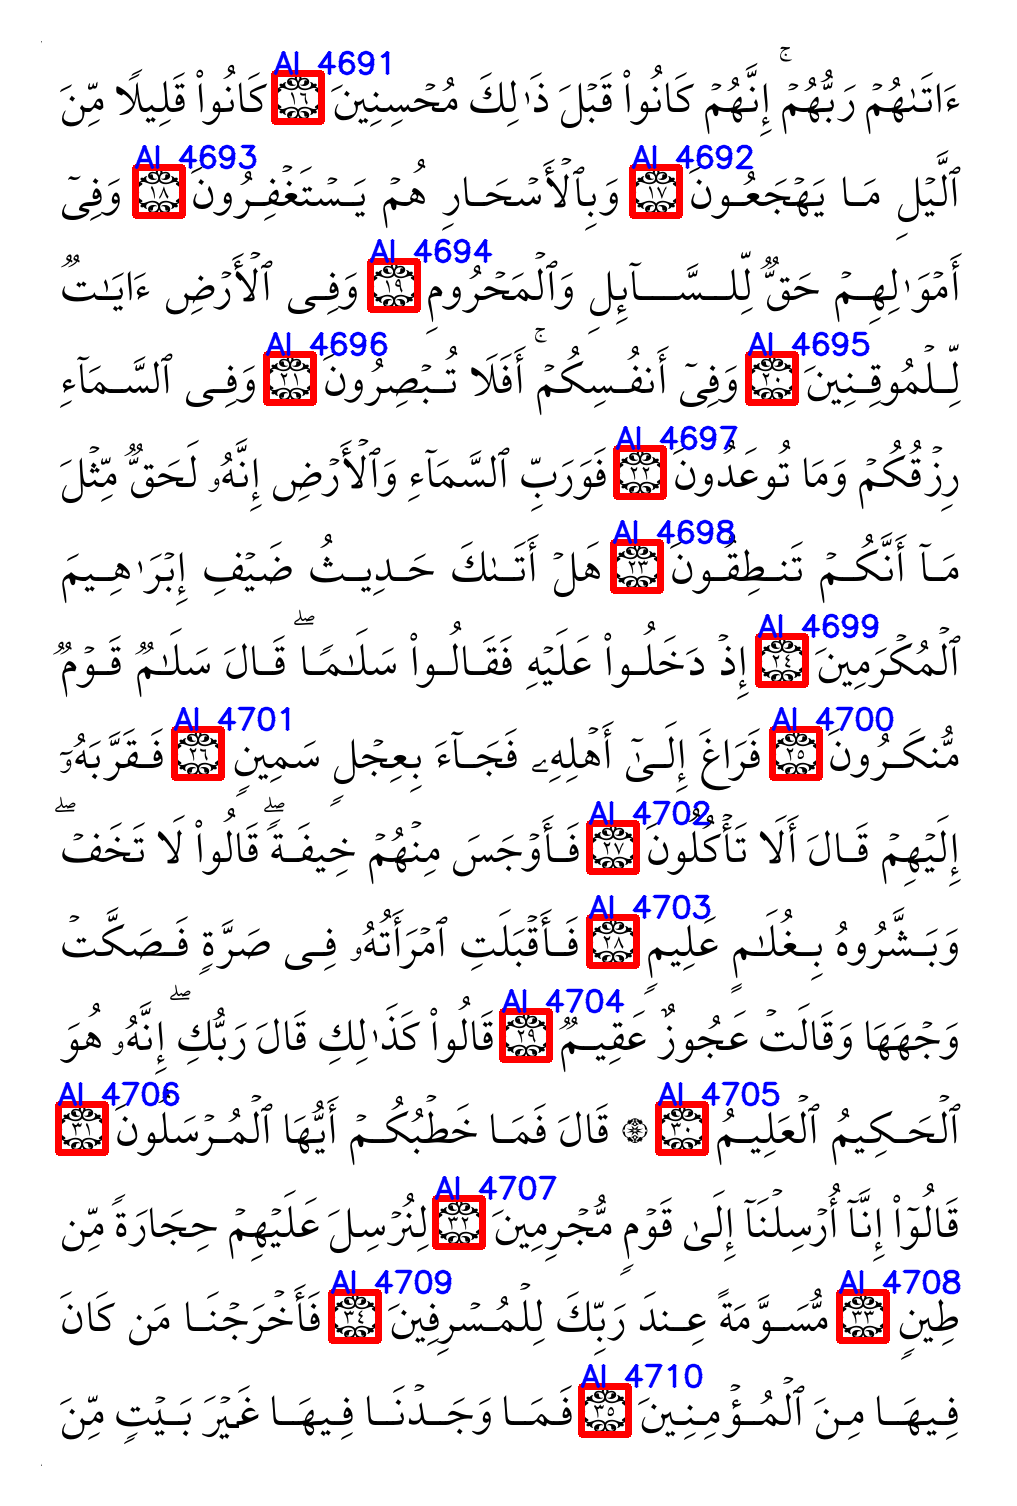 AI_4691
ءَاتَىٰهُمۡ رَبُّهُمۡۚ إِنَّهُمۡ كَانُواْ قَبۡلَ ذَٰلِكَ مُحۡسِنِينَ ١٦ كَانُواْ قَلِيلٗا مِّنَ
AI_4692 AI_4693
ٱلَّيۡلِ مَا يَهۡجَعُونَ ١٧ وَبِٱلۡأَسۡحَارِ هُمۡ يَسۡتَغۡفِرُونَ ١٨ وَفِيٓ
AI_4694
أَمۡوَٰلِهِمۡ حَقّٞ لِّلسَّآئِلِ وَٱلۡمَحۡرُومِ ١٩ وَفِي ٱلۡأَرۡضِ ءَايَٰتٞ
AI_4695 AI_4696
لِّلۡمُوقِنِينَ ٢٠ وَفِيٓ أَنفُسِكُمۡۚ أَفَلَا تُبۡصِرُونَ ٢١ وَفِي ٱلسَّمَآءِ
AI_4697
رِزۡقُكُمۡ وَمَا تُوعَدُونَ ٢٢ فَوَرَبِّ ٱلسَّمَآءِ وَٱلۡأَرۡضِ إِنَّهُۥ لَحَقّٞ مِّثۡلَ
AI_4698
مَآ أَنَّكُمۡ تَنطِقُونَ ٢٣ هَلۡ أَتَىٰكَ حَدِيثُ ضَيۡفِ إِبۡرَٰهِيمَ
AI_4699
ٱلۡمُكۡرَمِينَ ٢٤ إِذۡ دَخَلُواْ عَلَيۡهِ فَقَالُواْ سَلَٰمٗاۖ قَالَ سَلَٰمٞ قَوۡمٞ
AI_4700 AI_4701
مُّنكَرُونَ ٢٥ فَرَاغَ إِلَىٰٓ أَهۡلِهِۦ فَجَآءَ بِعِجۡلٖ سَمِينٖ ٢٦ فَقَرَّبَهُۥٓ
AI_4702
إِلَيۡهِمۡ قَالَ أَلَا تَأۡكُلُونَ ٢٧ فَأَوۡجَسَ مِنۡهُمۡ خِيفَةٗۖ قَالُواْ لَا تَخَفۡۖ
AI_4703
وَبَشَّرُوهُ بِغُلَٰمٍ عَلِيمٖ ٢٨ فَأَقۡبَلَتِ ٱمۡرَأَتُهُۥ فِي صَرَّةٖ فَصَكَّتۡ
AI_4704
وَجۡهَهَا وَقَالَتۡ عَجُوزٌ عَقِيمٞ ٢٩ قَالُواْ كَذَٰلِكِ قَالَ رَبُّكِۖ إِنَّهُۥ هُوَ
AI_4705 AI_4706
ٱلۡحَكِيمُ ٱلۡعَلِيمُ ٣٠ ۞ قَالَ فَمَا خَطۡبُكُمۡ أَيُّهَا ٱلۡمُرۡسَلُونَ ٣١
AI_4707
قَالُوٓاْ إِنَّآ أُرۡسِلۡنَآ إِلَىٰ قَوۡمٖ مُّجۡرِمِينَ ٣٢ لِنُرۡسِلَ عَلَيۡهِمۡ حِجَارَةٗ مِّن
AI_4708 AI_4709
طِينٖ ٣٣ مُّسَوَّمَةً عِندَ رَبِّكَ لِلۡمُسۡرِفِينَ ٣٤ فَأَخۡرَجۡنَا مَن كَانَ
AI_4710
فِيهَا مِنَ ٱلۡمُؤۡمِنِينَ ٣٥ فَمَا وَجَدۡنَا فِيهَا غَيۡرَ بَيۡتٖ مِّنَ